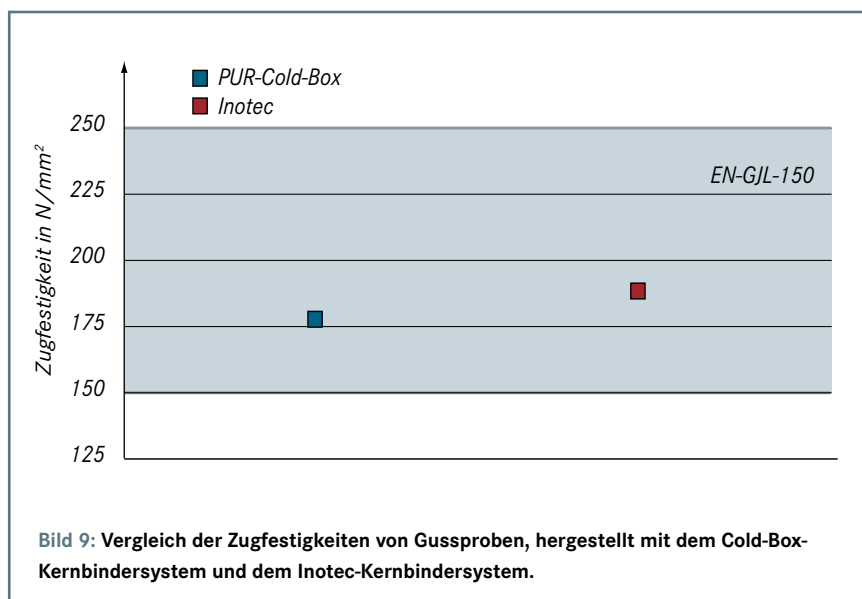 PUR-Cold-Box
Inotec
Zugfestigkeit in N/mm²
250
225
200
175
150
125
EN-GJL-150
Bild 9: Vergleich der Zugfestigkeiten von Gussproben, hergestellt mit dem Cold-Box-
Kernbindersystem und dem Inotec-Kernbindersystem.